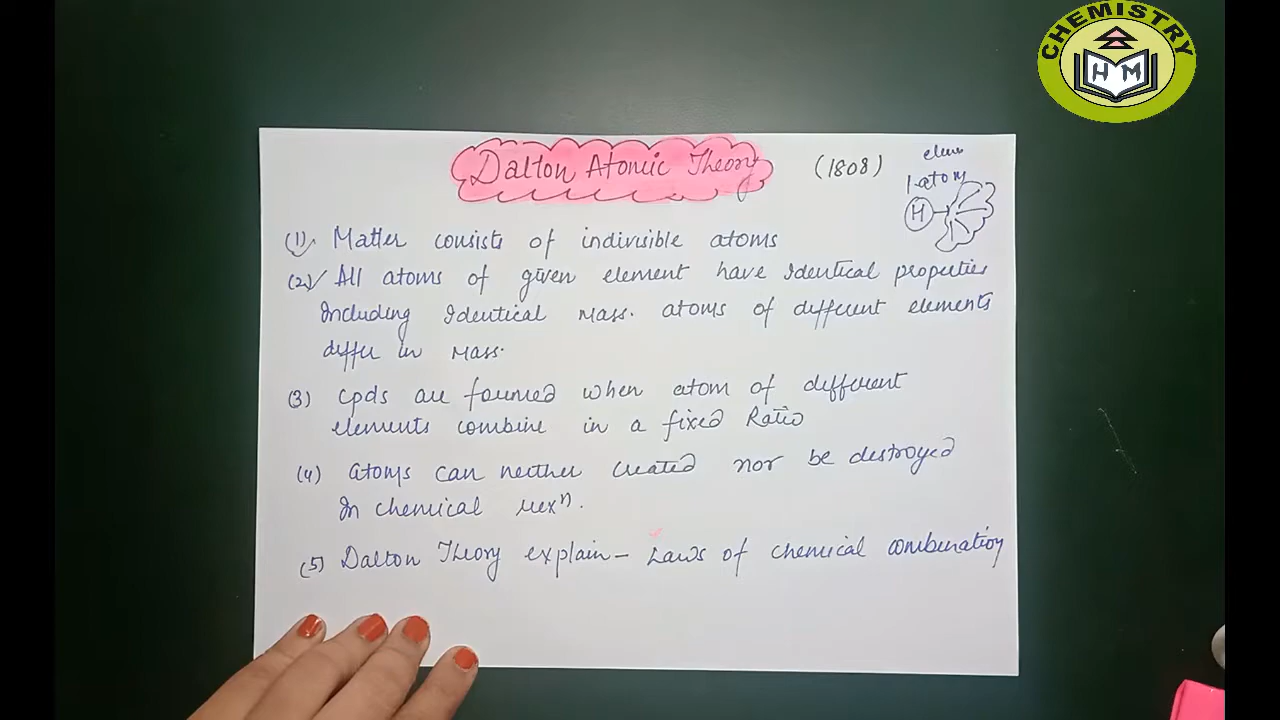 CHEMISTRY
H M
Dalton Atomic Theory (1808)
1 atom
H
(1) Matter consists of indivisible atoms
(2) All atoms of given element have Identical properties
Including Identical Mass. atoms of different elements
differ in Mass.
(3) Cpds are formed when atom of different
elements combine in a fixed Ratio
(4) Atoms can neither created nor be destroyed
In chemical rexⁿ.
(5) Dalton Theory explain – Laws of chemical combination